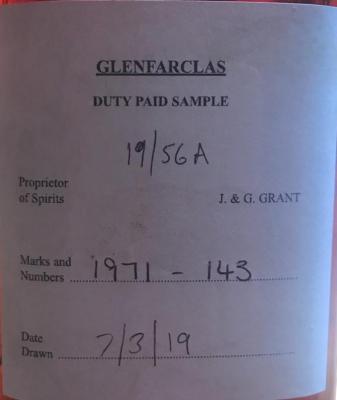 GLENFARCLAS
DUTY PAID SAMPLE
19/56A
Proprietor
of Spirits J. & G. GRANT
Marks and
Numbers 1971 - 143
Date
Drawn 7/3/19